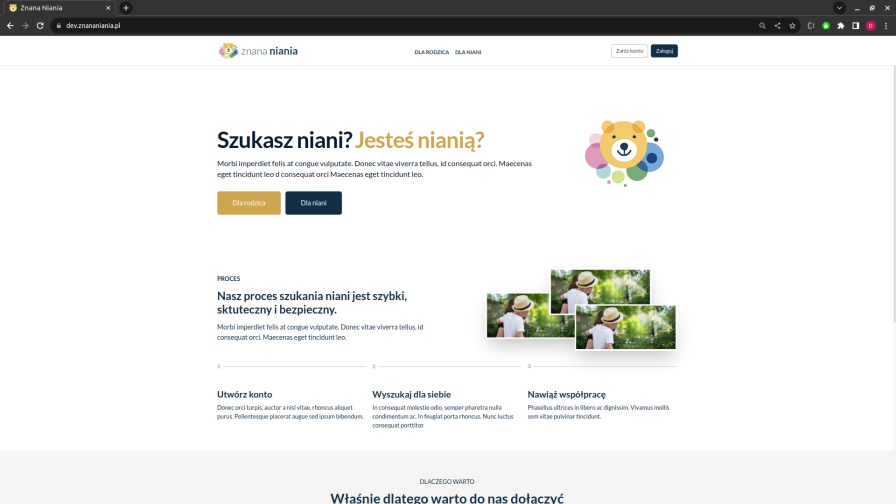 Znana Niania
dev.znananiania.pl
znana niania
DLA RODZICA DLA NIANI
Załóż konto Zaloguj
Szukasz niani? Jesteś nianią?
Morbi imperdiet felis at congue vulputate. Donec vitae viverra tellus, id consequat orci. Maecenas
eget tincidunt leo d consequat orci Maecenas eget tincidunt leo.
Dla rodzica Dla niani
PROCES
Nasz proces szukania niani jest szybki,
sktuteczny i bezpieczny.
Morbi imperdiet felis at congue vulputate. Donec vitae viverra tellus, id
consequat orci. Maecenas eget tincidunt leo.
1 2 3
Utwórz konto
Donec orci turpis, auctor a nisl vitae, rhoncus aliquet
purus. Pellentesque placerat augue sed ipsum bibendum.
Wyszukaj dla siebie
In consequat molestie odio, semper pharetra nulla
condimentum ac. In feugiat porta rhoncus. Nunc luctus
consequat porttitor.
Nawiąż współpracę
Phasellus ultrices in libero ac dignissim. Vivamus mollis
sem vitae pulvinar tincidunt.
DLACZEGO WARTO
Właśnie dlatego warto do nas dołączyć